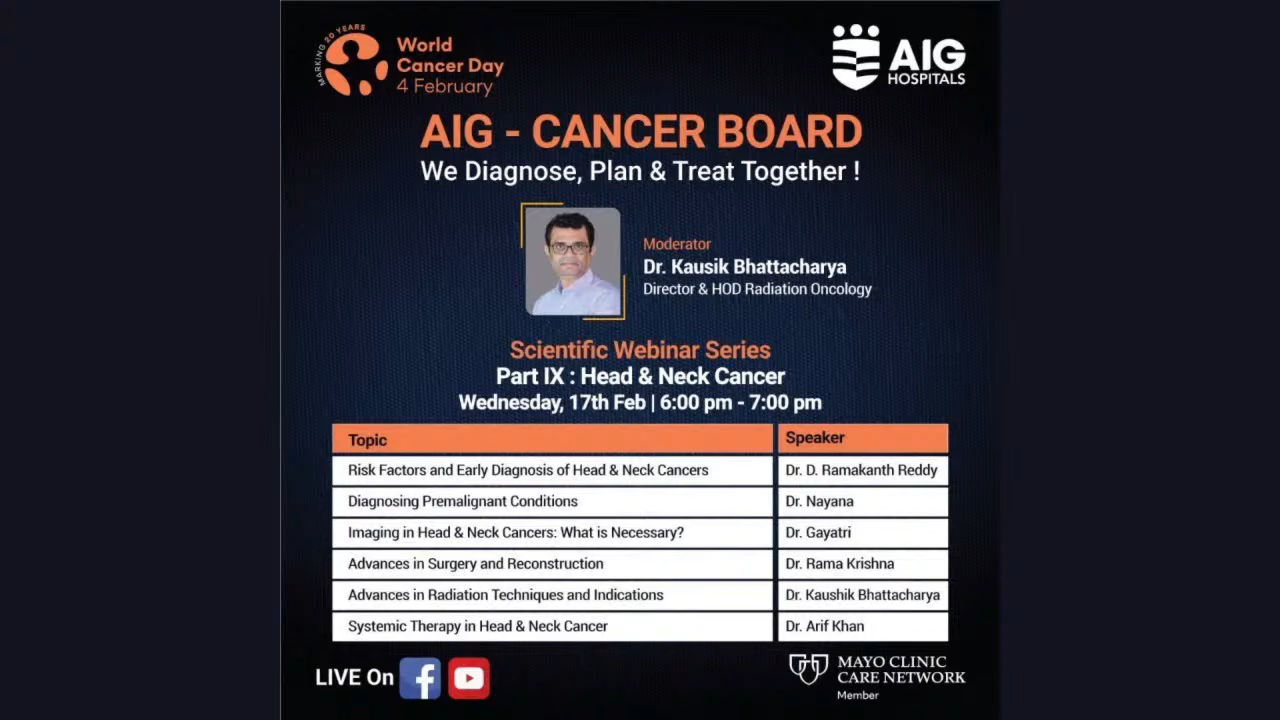 MARKING 20 YEARS
World
Cancer Day
4 February
AIG
HOSPITALS
AIG - CANCER BOARD
We Diagnose, Plan & Treat Together !
Moderator
Dr. Kausik Bhattacharya
Director & HOD Radiation Oncology
Scientific Webinar Series
Part IX : Head & Neck Cancer
Wednesday, 17th Feb | 6:00 pm - 7:00 pm
Topic Speaker
Risk Factors and Early Diagnosis of Head & Neck Cancers Dr. D. Ramakanth Reddy
Diagnosing Premalignant Conditions Dr. Nayana
Imaging in Head & Neck Cancers: What is Necessary? Dr. Gayatri
Advances in Surgery and Reconstruction Dr. Rama Krishna
Advances in Radiation Techniques and Indications Dr. Kaushik Bhattacharya
Systemic Therapy in Head & Neck Cancer Dr. Arif Khan
LIVE On
MAYO CLINIC
CARE NETWORK
Member